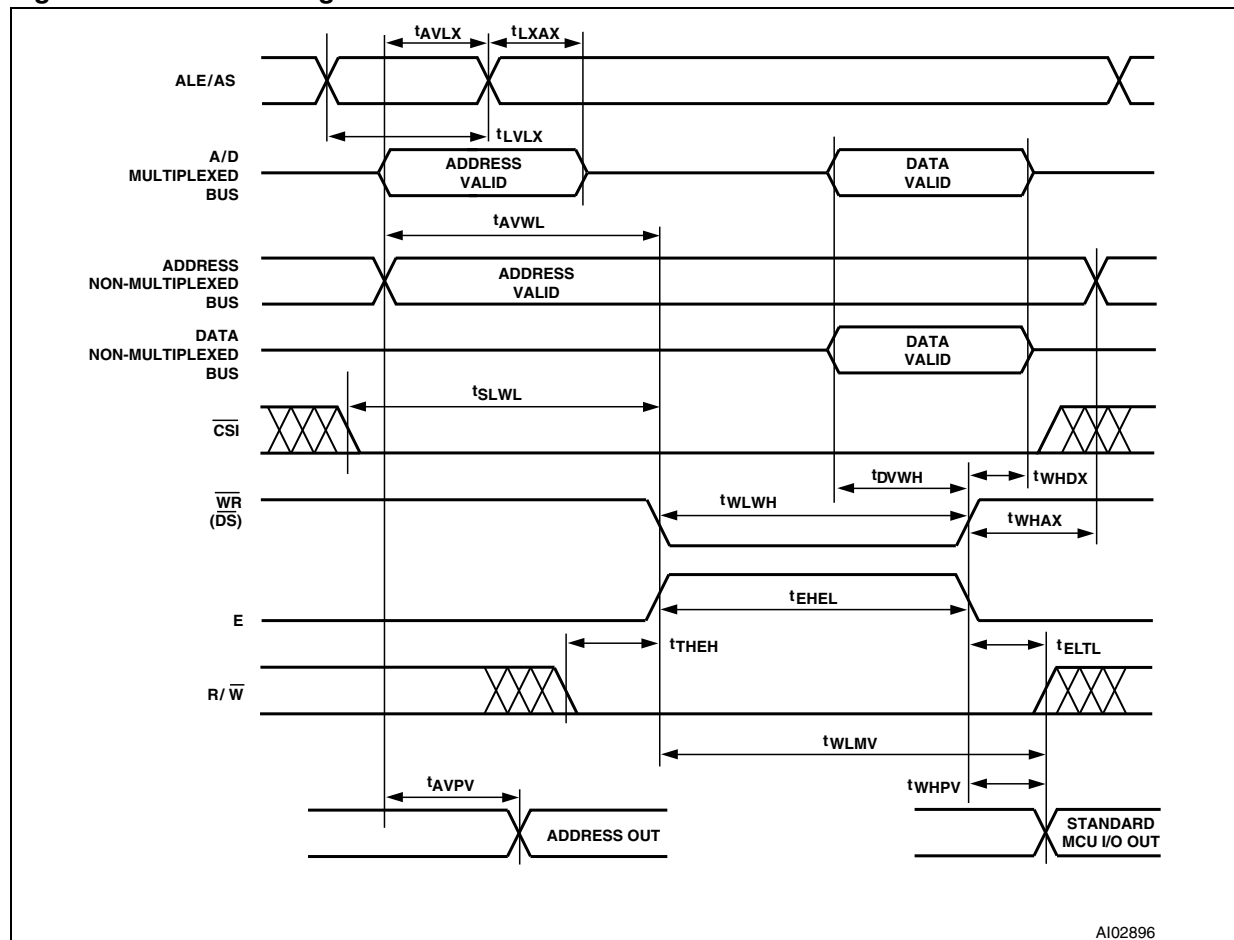 tAVLX tLXAX
ALE/AS
tLVLX
A/D
MULTIPLEXED
BUS
ADDRESS
VALID
DATA
VALID
tAVWL
ADDRESS
NON-MULTIPLEXED
BUS
ADDRESS
VALID
DATA
NON-MULTIPLEXED
BUS
DATA
VALID
tSLWL
CSI
tDVWH tWHDX
WR
(DS)
tWLWH
tWHAX
tEHEL
E
tTHEH tELTL
R/ W
tWLMV
tAVPV tWHPV
ADDRESS OUT
STANDARD
MCU I/O OUT
AI02896